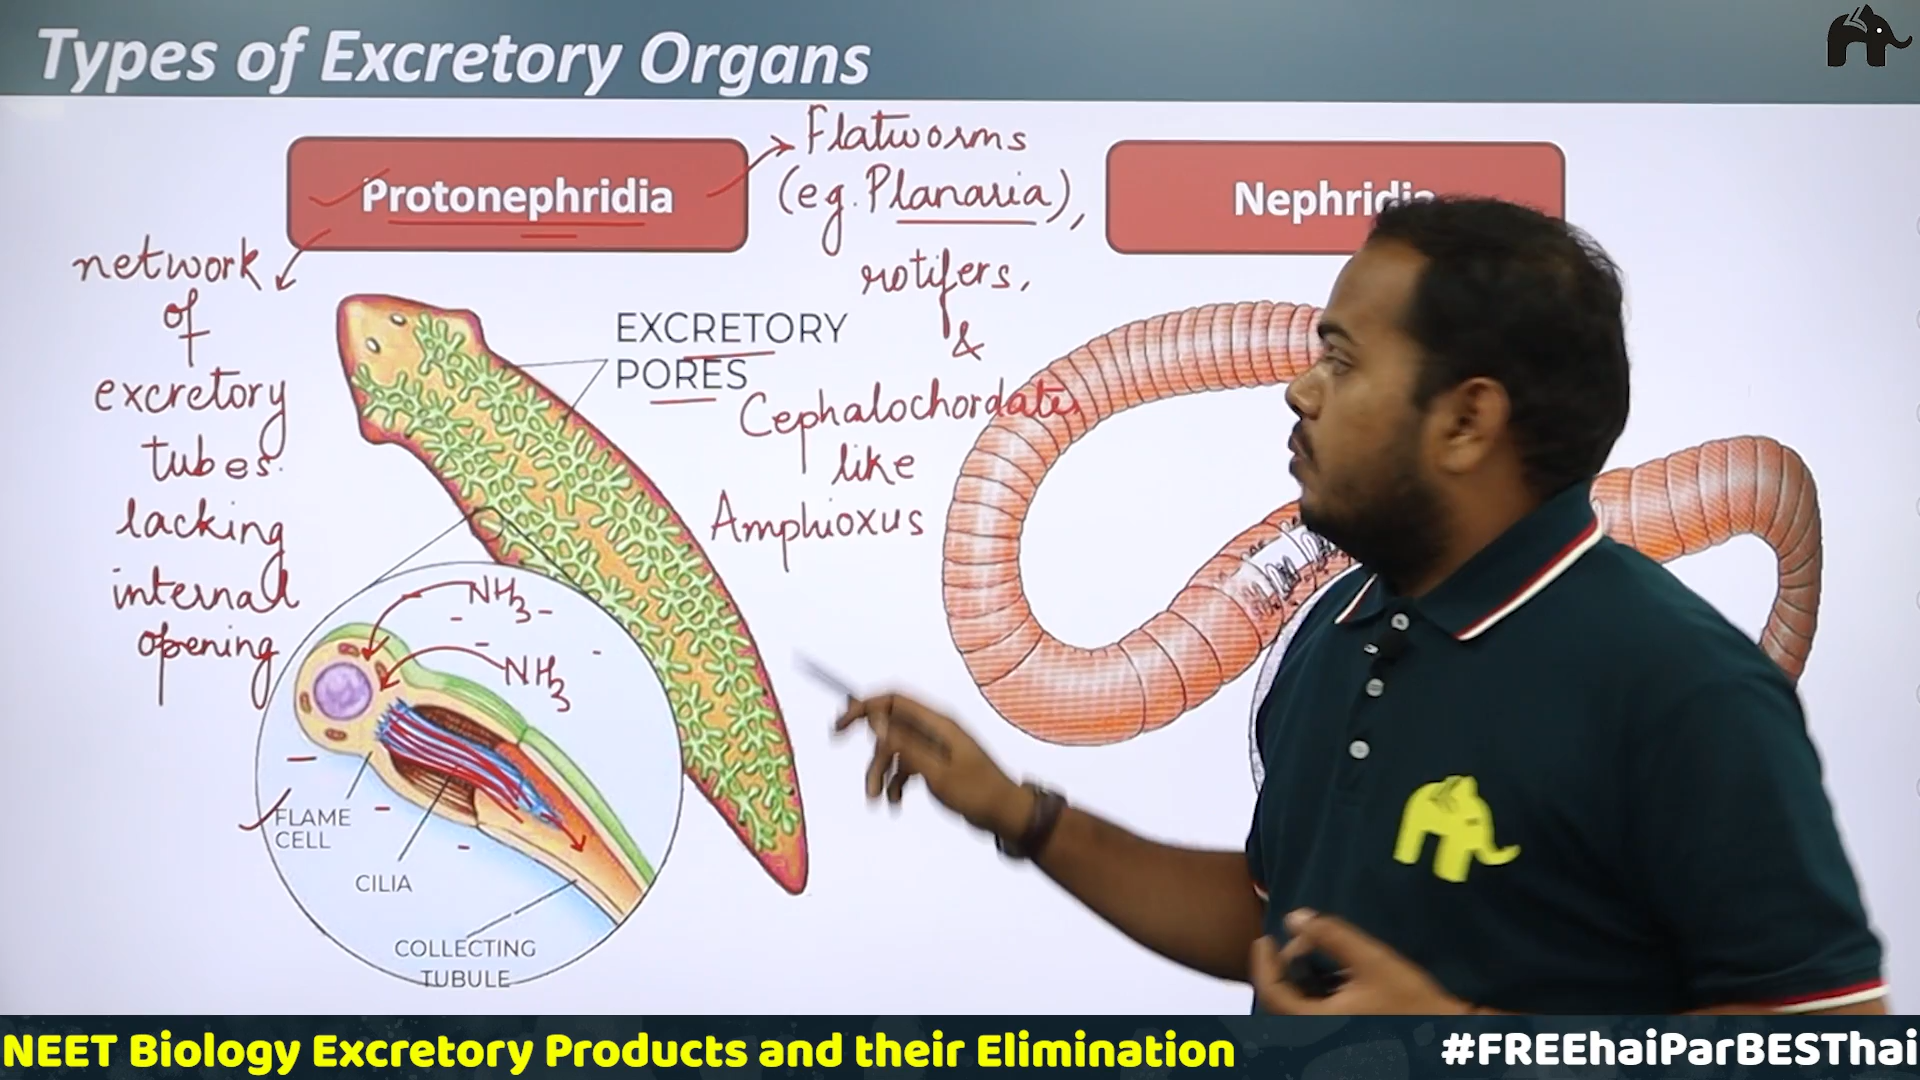 Types of Excretory Organs
Protonephridia
Flatworms
(eg. Planaria),
rotifers,
&
Cephalochordates
like
Amphioxus
network
of
excretory
tubes
lacking
internal
opening
EXCRETORY
PORES
NH3
NH3
FLAME
CELL
CILIA
COLLECTING
TUBULE
Nephridia
NEET Biology Excretory Products and their Elimination
#FREEhaiParBESThai